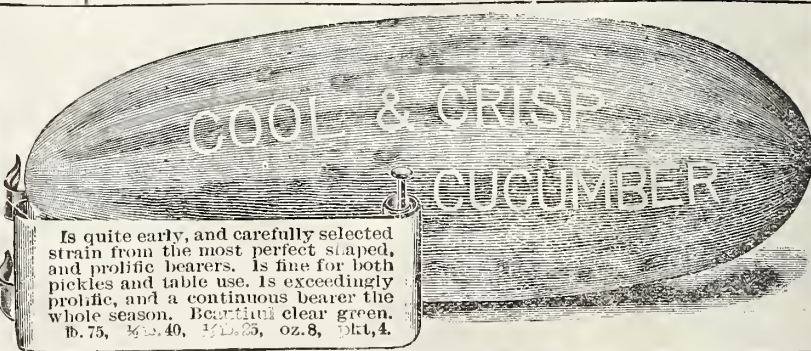 COOL & CRISP
CUCUMBER
Is quite early, and carefully selected
strain from the most perfect shaped,
and prolific bearers. Is fine for both
pickles and table use. Is exceedingly
prolific, and a continuous bearer the
whole season. Beautiful clear green.
lb. 75, .40, .25, oz. 8, pkt, 4.